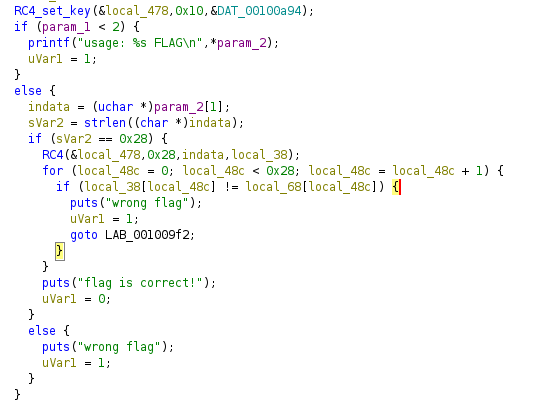 RC4_set_key(&local_478,0x10,&DAT_00100a94);
if (param_1 < 2) {
printf("usage: %s FLAG\n",*param_2);
uVar1 = 1;
}
else {
indata = (uchar *)param_2[1];
sVar2 = strlen((char *)indata);
if (sVar2 == 0x28) {
RC4(&local_478,0x28,indata,local_38);
for (local_48c = 0; local_48c < 0x28; local_48c = local_48c + 1) {
if (local_38[local_48c] != local_68[local_48c]) {
puts("wrong flag");
uVar1 = 1;
goto LAB_001009f2;
}
}
puts("flag is correct!");
uVar1 = 0;
}
else {
puts("wrong flag");
uVar1 = 1;
}
}